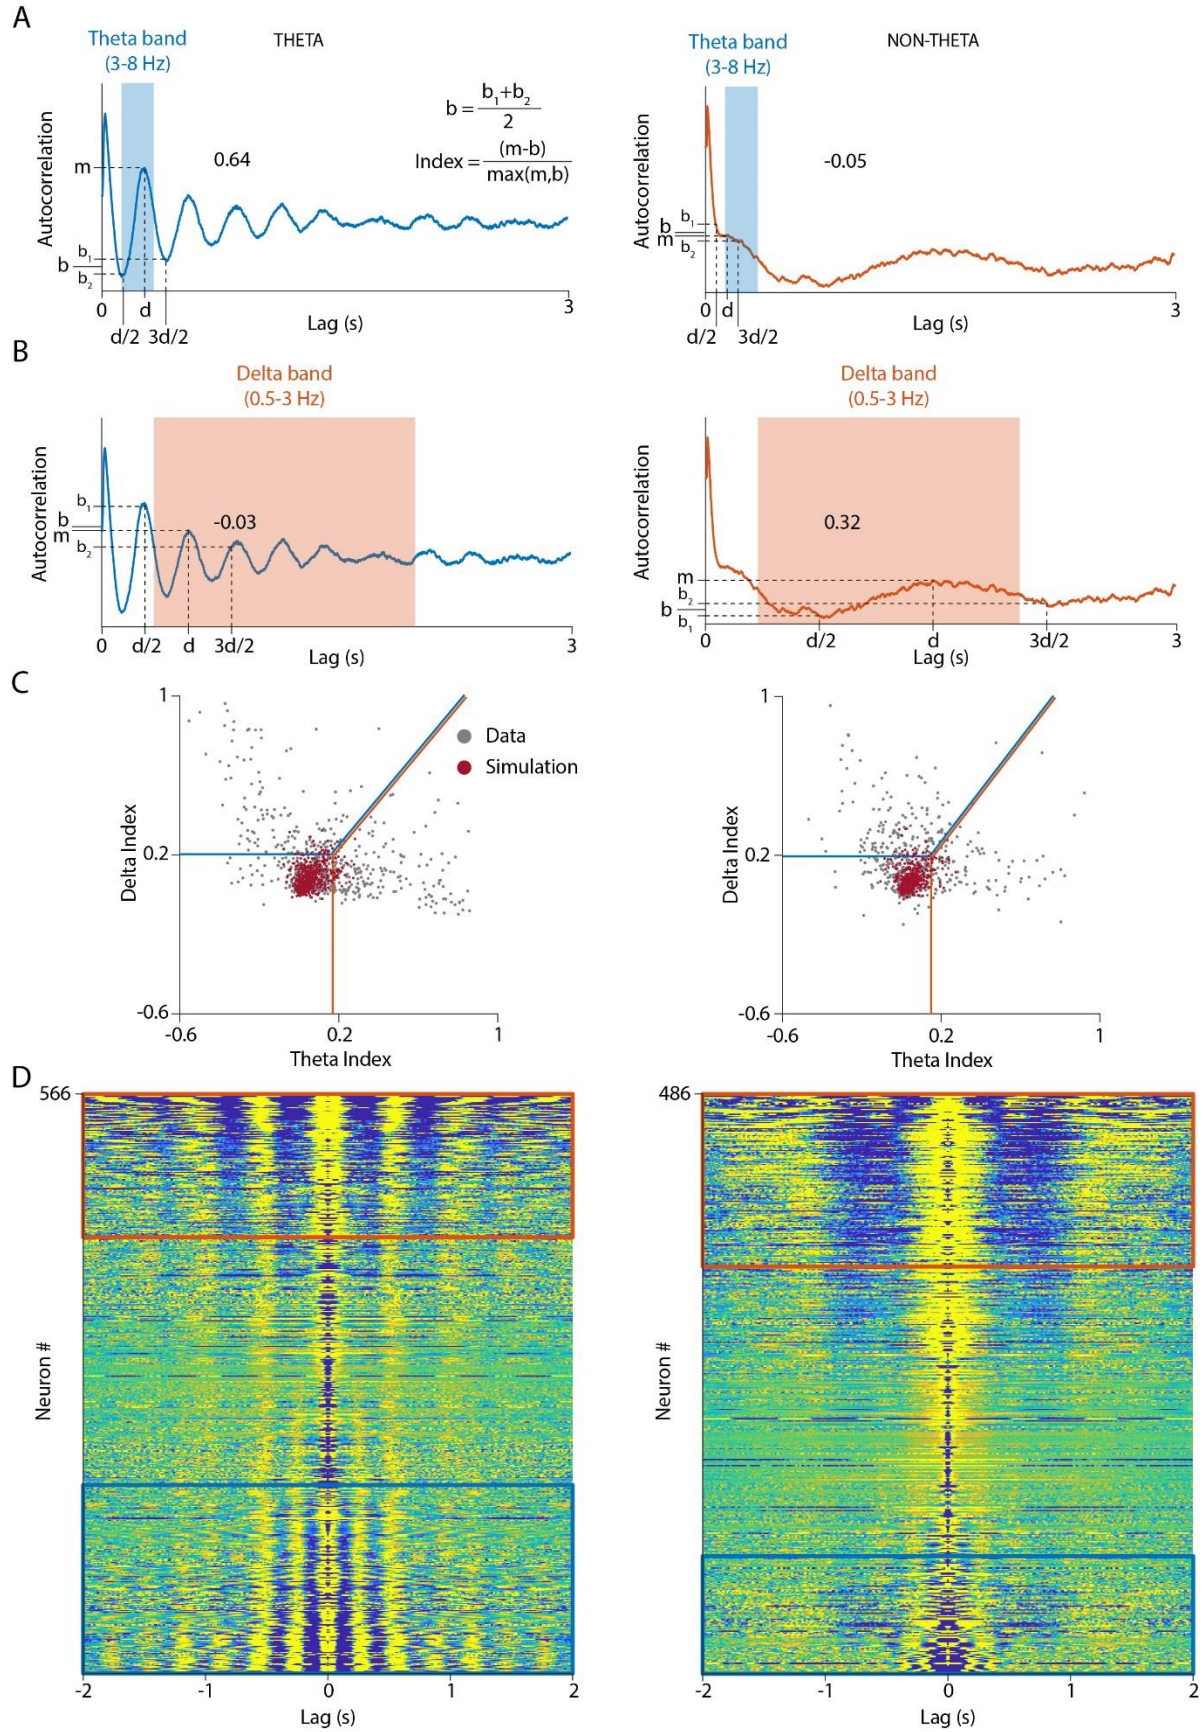 A
Theta band
(3-8 Hz)
THETA
b = b₁+b₂
2
Index = (m-b)
max(m,b)
0.64
Autocorrelation
m
b₁
b
b₂
0
d
3
d/2
3d/2
Lag (s)
Theta band
(3-8 Hz)
NON-THETA
-0.05
Autocorrelation
b₁
b
m
b₂
0
d
3
d/2
3d/2
Lag (s)
B
Delta band
(0.5-3 Hz)
-0.03
Autocorrelation
b₁
b
m
b₂
0
d/2
d
3d/2
3
Lag (s)
Delta band
(0.5-3 Hz)
0.32
Autocorrelation
m
b₂
b
b₁
0
d/2
d
3d/2
3
Lag (s)
C
1
0.2
-0.6
Delta Index
Data
Simulation
-0.6
0.2
1
Theta Index
1
0.2
-0.6
Delta Index
-0.6
0.2
1
Theta Index
D
566
Neuron #
-2
-1
0
1
2
Lag (s)
486
Neuron #
-2
-1
0
1
2
Lag (s)